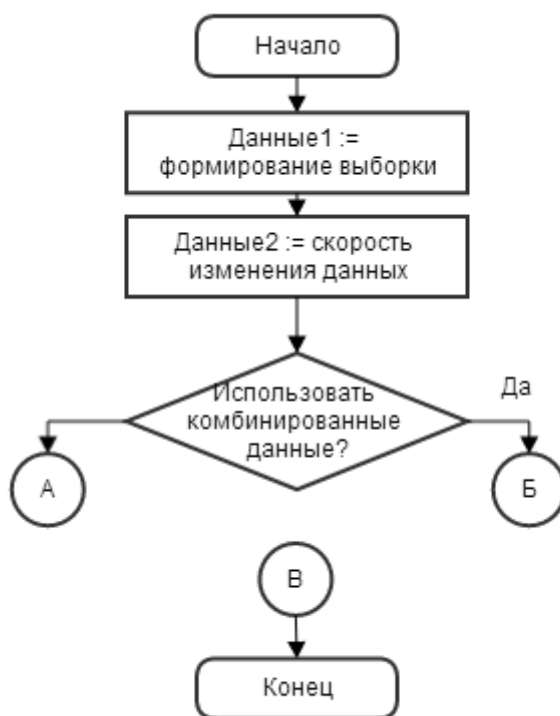 Начало
Данные1 :=
формирование выборки
Данные2 := скорость
изменения данных
Использовать
комбинированные
данные?
Да
А
Б
В
Конец